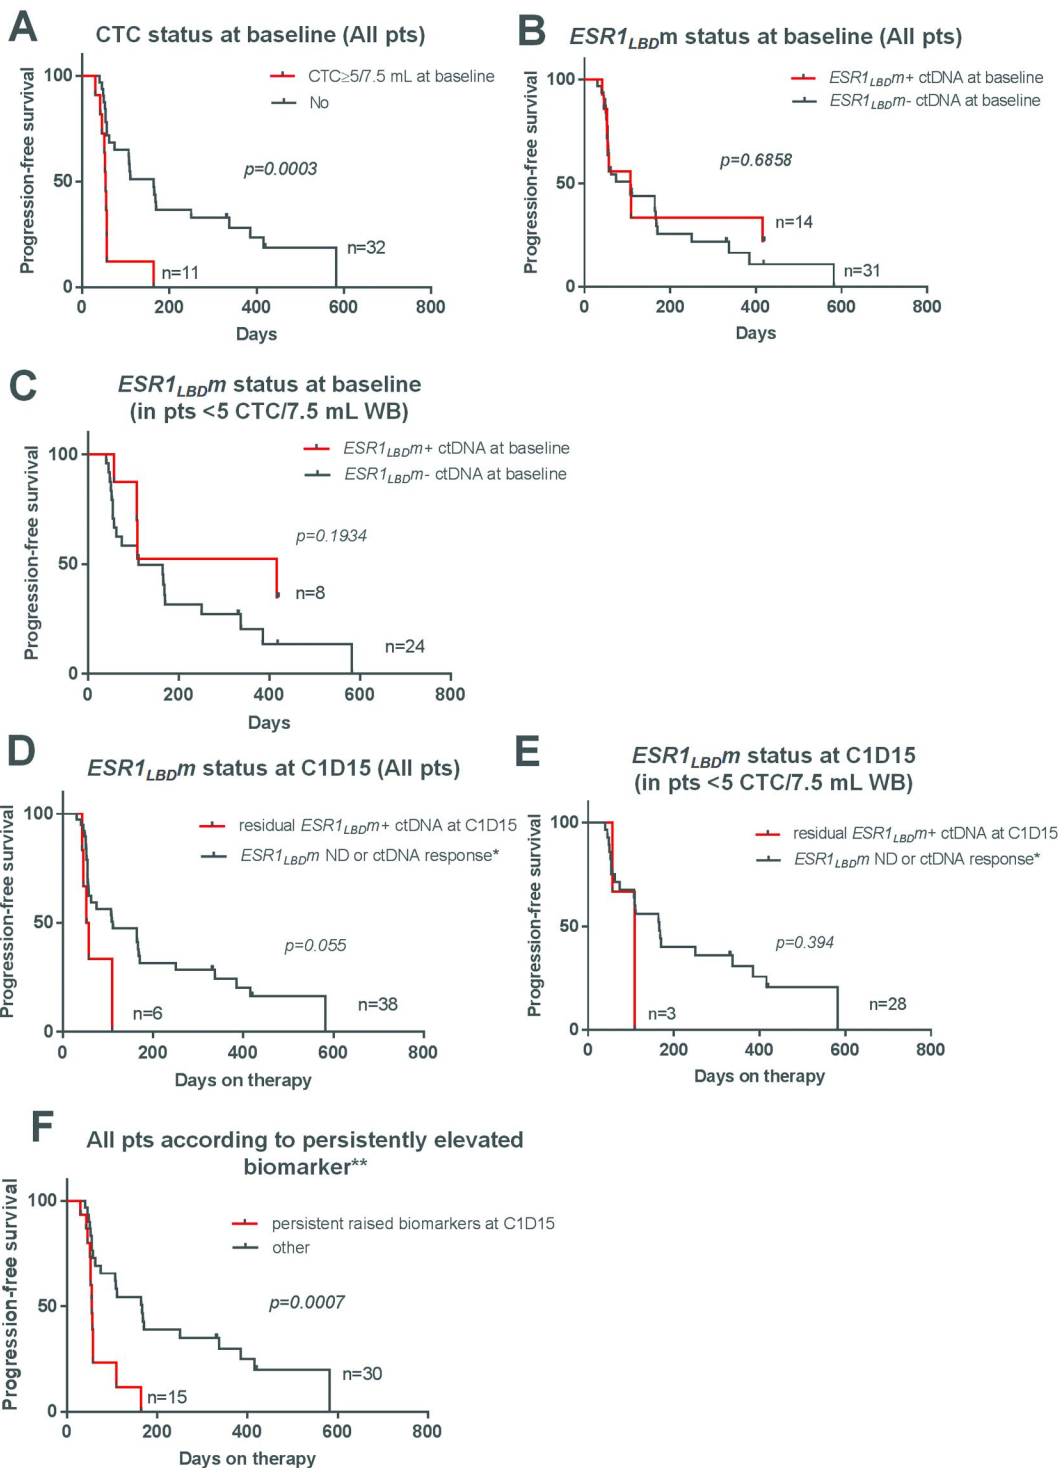 A
CTC status at baseline (All pts)
Progression-free survival
100
50
0
CTC≥5/7.5 mL at baseline
No
p=0.0003
n=32
n=11
0 200 400 600 800
Days
B
ESR1LBDm status at baseline (All pts)
Progression-free survival
100
50
0
ESR1LBDm+ ctDNA at baseline
ESR1LBDm- ctDNA at baseline
p=0.6858
n=14
n=31
0 200 400 600 800
Days
C
ESR1LBDm status at baseline
(in pts <5 CTC/7.5 mL WB)
Progression-free survival
100
50
0
ESR1LBDm+ ctDNA at baseline
ESR1LBDm- ctDNA at baseline
p=0.1934
n=8
n=24
0 200 400 600 800
Days
D
ESR1LBDm status at C1D15 (All pts)
Progression-free survival
100
50
0
residual ESR1LBDm+ ctDNA at C1D15
ESR1LBDm ND or ctDNA response*
p=0.055
n=6
n=38
0 200 400 600 800
Days on therapy
E
ESR1LBDm status at C1D15
(in pts <5 CTC/7.5 mL WB)
Progression-free survival
100
50
0
residual ESR1LBDm+ ctDNA at C1D15
ESR1LBDm ND or ctDNA response*
p=0.394
n=3
n=28
0 200 400 600 800
Days on therapy
F
All pts according to persistently elevated
biomarker**
Progression-free survival
100
50
0
persistent raised biomarkers at C1D15
other
p=0.0007
n=30
n=15
0 200 400 600 800
Days on therapy